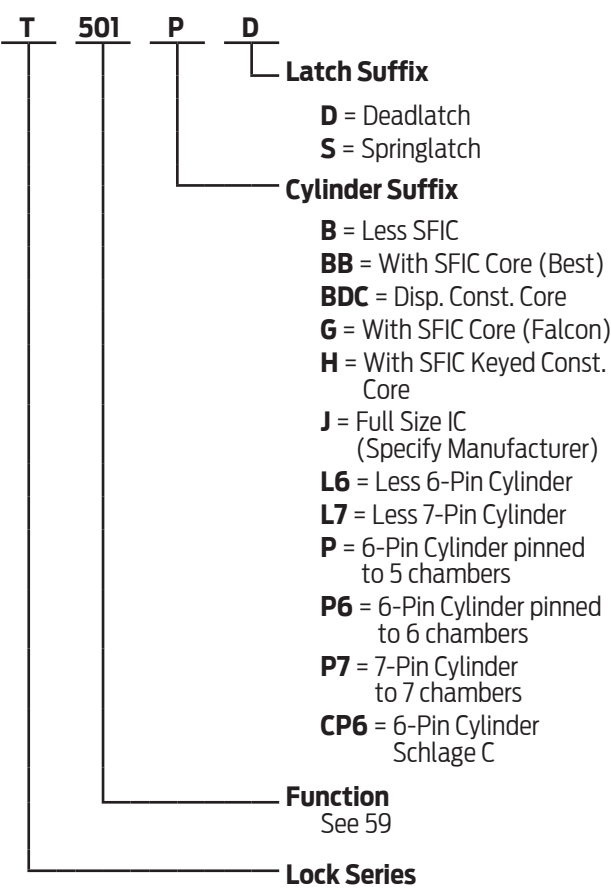 T 501 P D
Latch Suffix
D = Deadlatch
S = Springlatch
Cylinder Suffix
B = Less SFIC
BB = With SFIC Core (Best)
BDC = Disp. Const. Core
G = With SFIC Core (Falcon)
H = With SFIC Keyed Const.
Core
J = Full Size IC
(Specify Manufacturer)
L6 = Less 6-Pin Cylinder
L7 = Less 7-Pin Cylinder
P = 6-Pin Cylinder pinned
to 5 chambers
P6 = 6-Pin Cylinder pinned
to 6 chambers
P7 = 7-Pin Cylinder
to 7 chambers
CP6 = 6-Pin Cylinder
Schlage C
Function
See 59
Lock Series